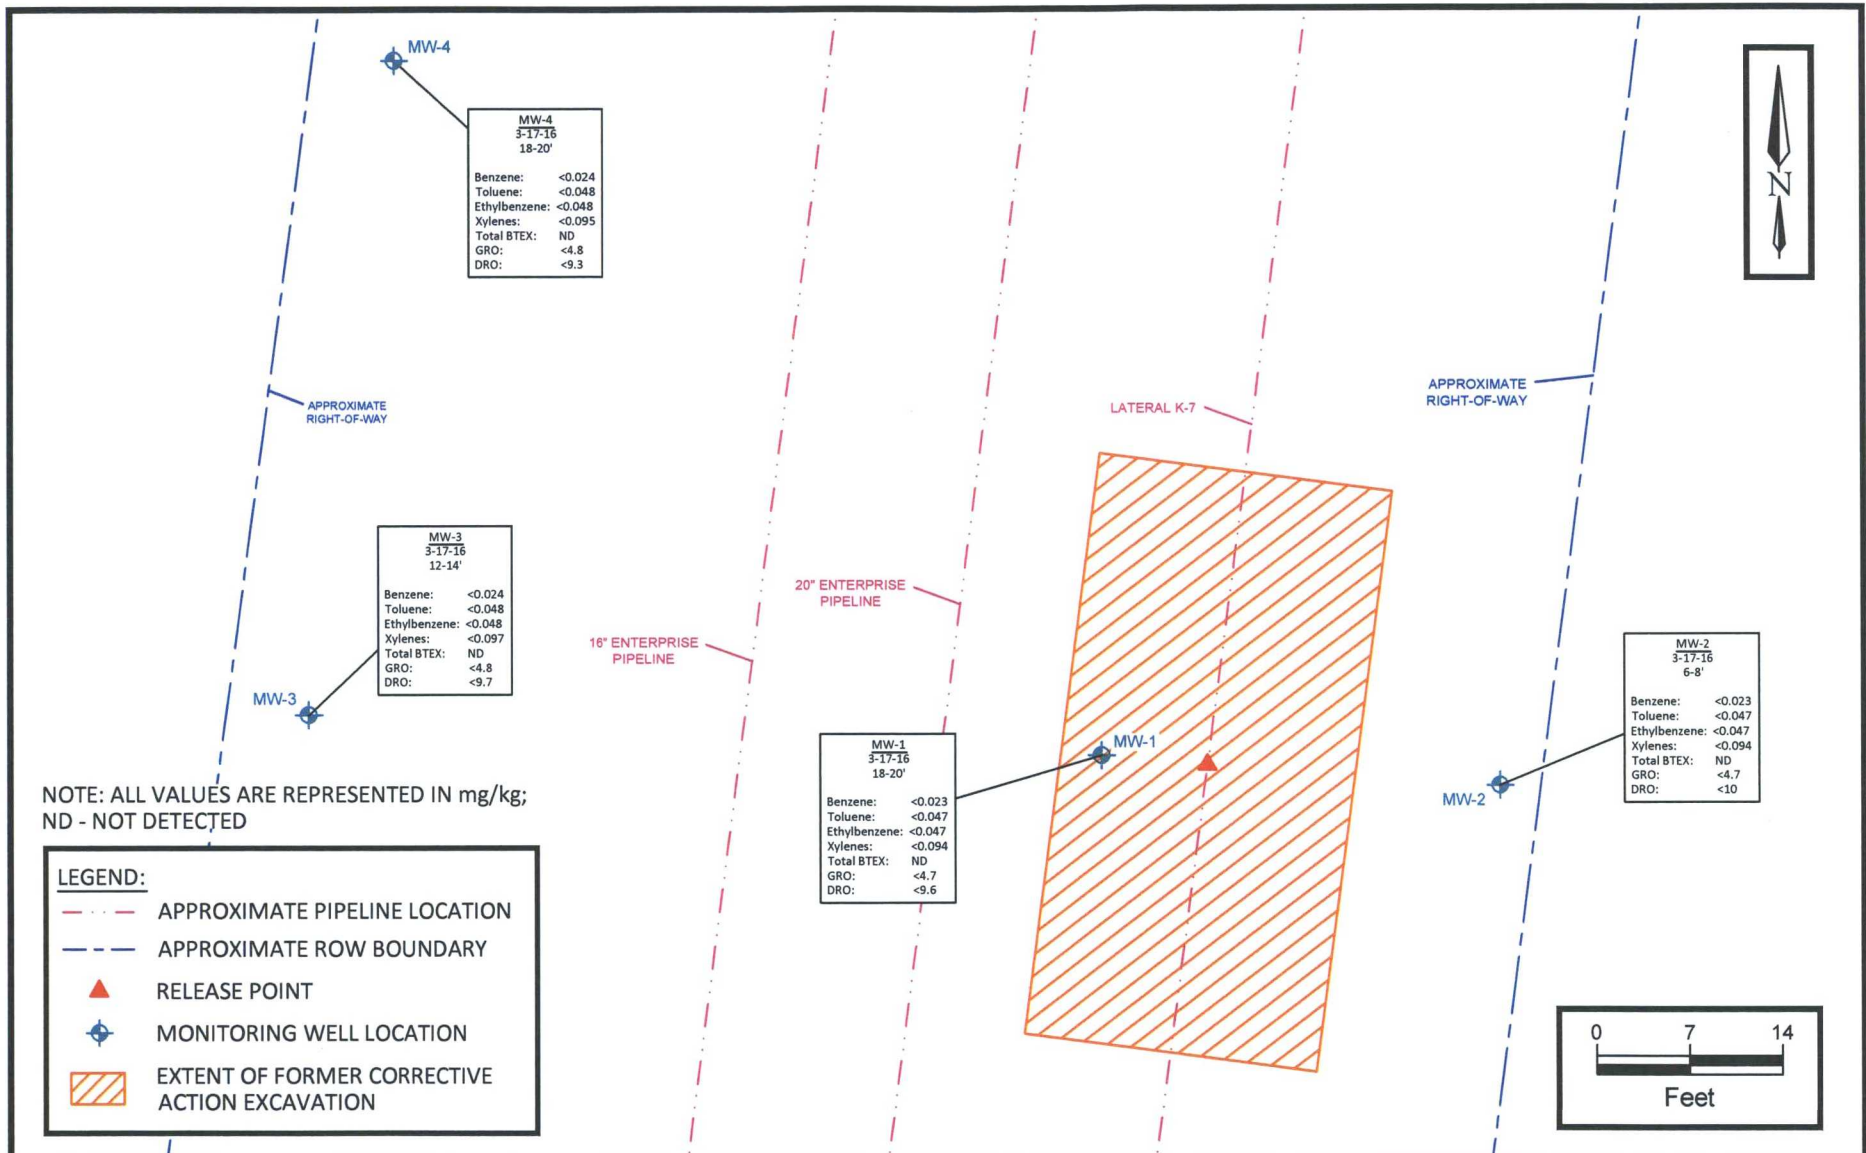 MW-4
MW-4
3-17-16
18-20'
Benzene: <0.024
Toluene: <0.048
Ethylbenzene: <0.048
Xylenes: <0.095
Total BTEX: ND
GRO: <4.8
DRO: <9.3
N
APPROXIMATE
RIGHT-OF-WAY
LATERAL K-7
APPROXIMATE
RIGHT-OF-WAY
MW-3
3-17-16
12-14'
Benzene: <0.024
Toluene: <0.048
Ethylbenzene: <0.048
Xylenes: <0.097
Total BTEX: ND
GRO: <4.8
DRO: <9.7
MW-3
16" ENTERPRISE
PIPELINE
20" ENTERPRISE
PIPELINE
MW-1
MW-1
3-17-16
18-20'
Benzene: <0.023
Toluene: <0.047
Ethylbenzene: <0.047
Xylenes: <0.094
Total BTEX: ND
GRO: <4.7
DRO: <9.6
MW-2
3-17-16
6-8'
Benzene: <0.023
Toluene: <0.047
Ethylbenzene: <0.047
Xylenes: <0.094
Total BTEX: ND
GRO: <4.7
DRO: <10
MW-2
NOTE: ALL VALUES ARE REPRESENTED IN mg/kg;
ND - NOT DETECTED
LEGEND:
APPROXIMATE PIPELINE LOCATION
APPROXIMATE ROW BOUNDARY
RELEASE POINT
MONITORING WELL LOCATION
EXTENT OF FORMER CORRECTIVE
ACTION EXCAVATION
0 7 14
Feet